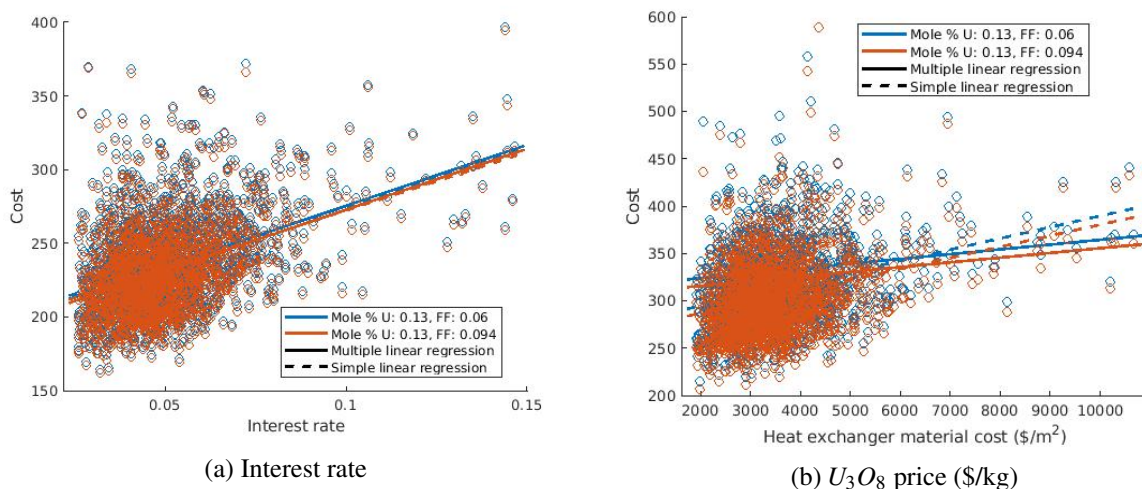 400
350
300
250
200
150
Cost
0.05
0.1
0.15
Interest rate
Mole % U: 0.13, FF: 0.06
Mole % U: 0.13, FF: 0.094
Multiple linear regression
Simple linear regression
(a) Interest rate
600
550
500
450
400
350
300
250
200
Cost
2000 3000 4000 5000 6000 7000 8000 9000 10000
Heat exchanger material cost ($/m²)
Mole % U: 0.13, FF: 0.06
Mole % U: 0.13, FF: 0.094
Multiple linear regression
Simple linear regression
(b) U₃O₈ price ($/kg)